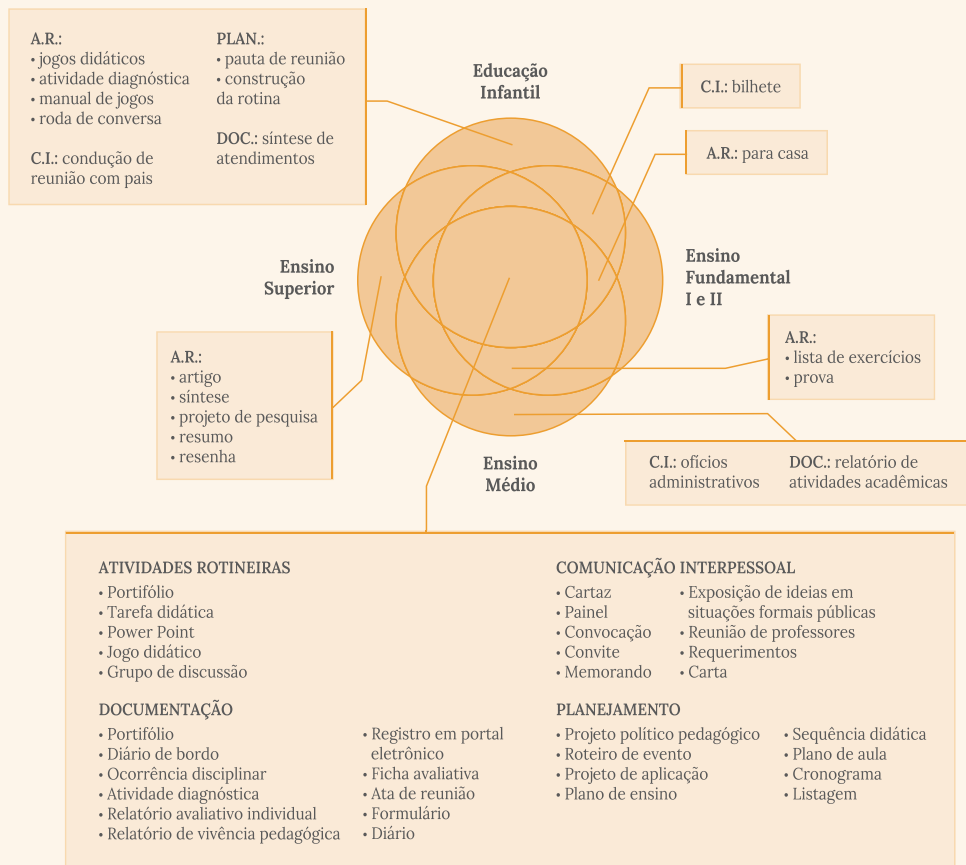 A.R.:
• jogos didáticos
• atividade diagnóstica
• manual de jogos
• roda de conversa
C.I.: condução de
reunião com pais
PLAN.:
• pauta de reunião
• construção
da rotina
DOC.: síntese de
atendimentos
Educação
Infantil
C.I.: bilhete
A.R.: para casa
Ensino
Superior
Ensino
Fundamental
I e II
A.R.:
• artigo
• síntese
• projeto de pesquisa
• resumo
• resenha
A.R.:
• lista de exercícios
• prova
Ensino
Médio
C.I.: ofícios
administrativos
DOC.: relatório de
atividades acadêmicas
ATIVIDADES ROTINEIRAS
• Portifólio
• Tarefa didática
• Power Point
• Jogo didático
• Grupo de discussão
COMUNICAÇÃO INTERPESSOAL
• Cartaz
• Painel
• Convocação
• Convite
• Memorando
• Exposição de ideias em
situações formais públicas
• Reunião de professores
• Requerimentos
• Carta
DOCUMENTAÇÃO
• Portifólio
• Diário de bordo
• Ocorrência disciplinar
• Atividade diagnóstica
• Relatório avaliativo individual
• Relatório de vivência pedagógica
• Registro em portal
eletrônico
• Ficha avaliativa
• Ata de reunião
• Formulário
• Diário
PLANEJAMENTO
• Projeto político pedagógico
• Roteiro de evento
• Projeto de aplicação
• Plano de ensino
• Sequência didática
• Plano de aula
• Cronograma
• Listagem